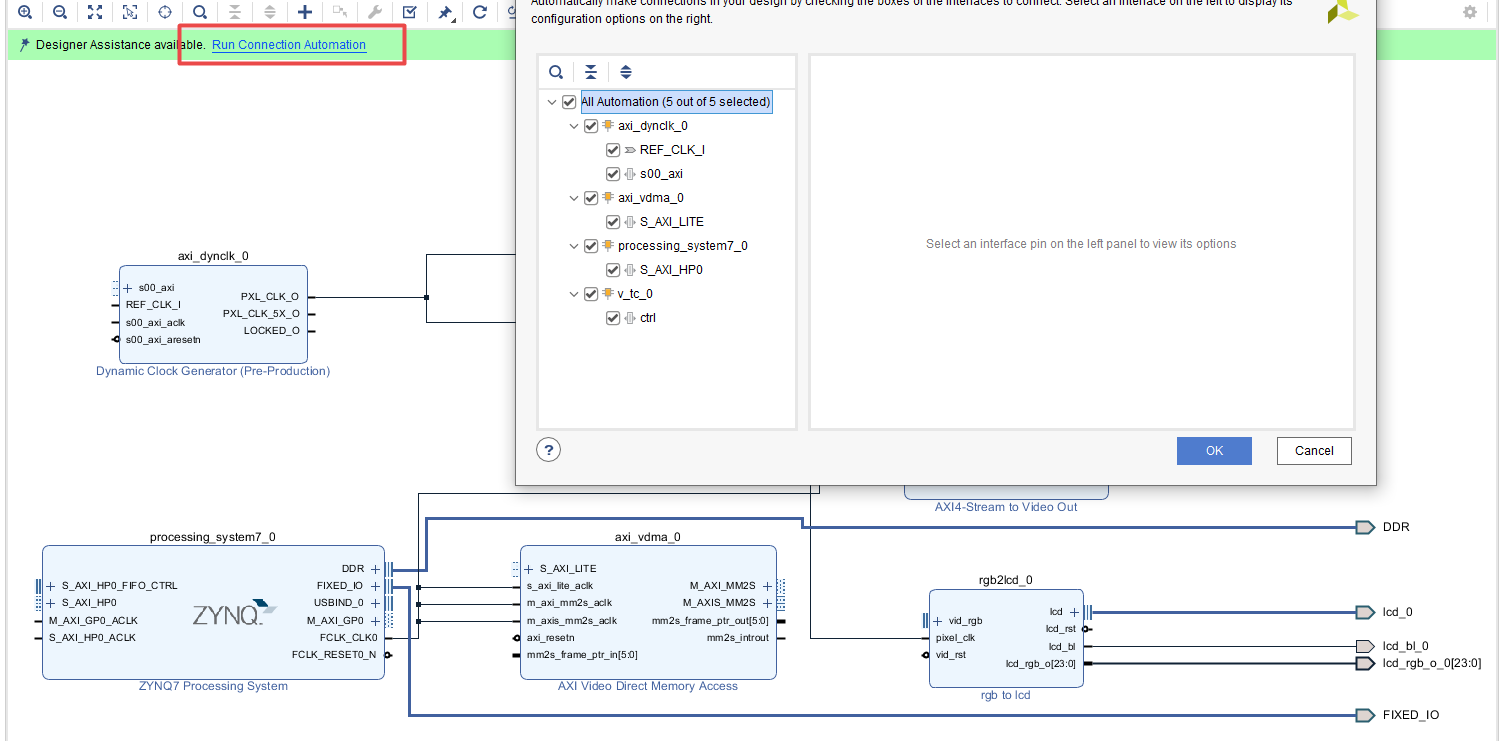 Automatically make connections in your design by checking the boxes of the interfaces to connect. Select an interface on the left to display its
configuration options on the right.
Designer Assistance available. Run Connection Automation
All Automation (5 out of 5 selected)
axi_dynclk_0
REF_CLK_I
s00_axi
axi_vdma_0
S_AXI_LITE
processing_system7_0
S_AXI_HP0
v_tc_0
ctrl
Select an interface pin on the left panel to view its options
?
OK
Cancel
axi_dynclk_0
s00_axi
REF_CLK_I
s00_axi_aclk
s00_axi_aresetn
PXL_CLK_O
PXL_CLK_5X_O
LOCKED_O
Dynamic Clock Generator (Pre-Production)
AXI4-Stream to Video Out
processing_system7_0
S_AXI_HP0_FIFO_CTRL
S_AXI_HP0
M_AXI_GP0_ACLK
S_AXI_HP0_ACLK
ZYNQ
DDR
FIXED_IO
USBIND_0
M_AXI_GP0
FCLK_CLK0
FCLK_RESET0_N
ZYNQ7 Processing System
axi_vdma_0
S_AXI_LITE
s_axi_lite_aclk
m_axi_mm2s_aclk
m_axis_mm2s_aclk
axi_resetn
mm2s_frame_ptr_in[5:0]
M_AXI_MM2S
M_AXIS_MM2S
mm2s_frame_ptr_out[5:0]
mm2s_introut
AXI Video Direct Memory Access
rgb2lcd_0
vid_rgb
pixel_clk
vid_rst
lcd
lcd_rst
lcd_bl
lcd_rgb_o[23:0]
rgb to lcd
DDR
lcd_0
lcd_bl_0
lcd_rgb_o_0[23:0]
FIXED_IO